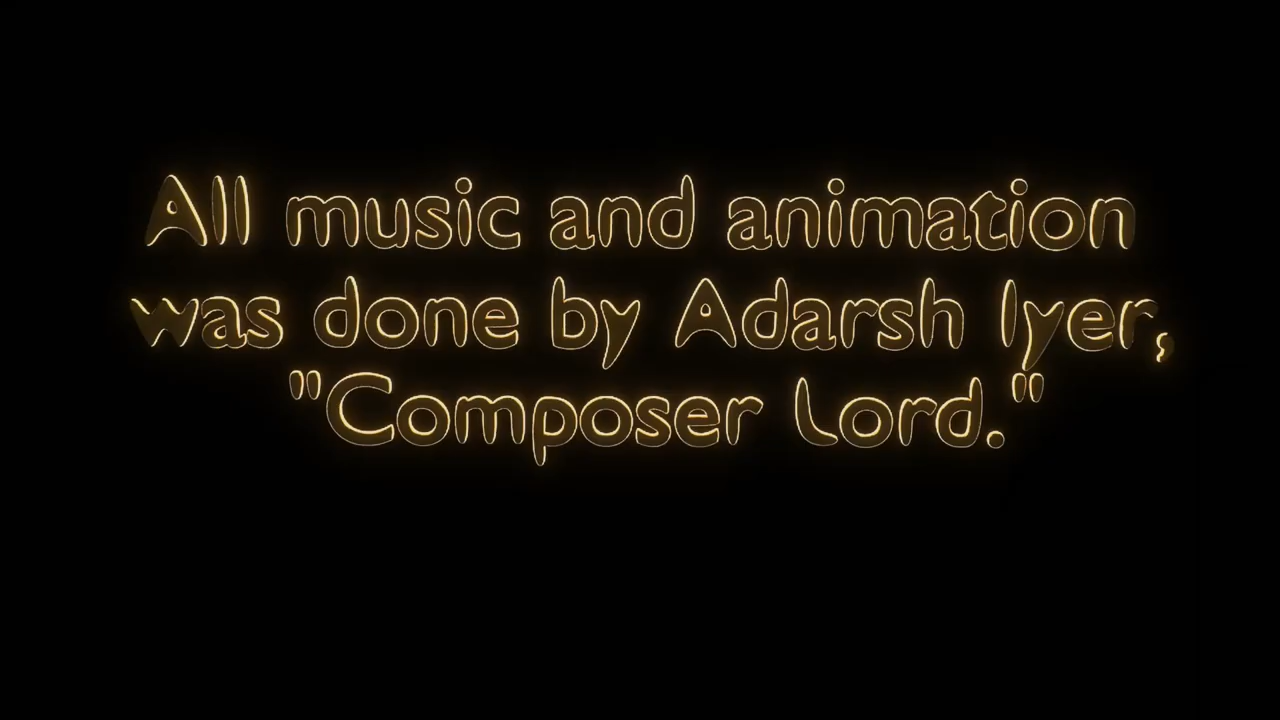 All music and animation
was done by Adarsh Iyer,
"Composer Lord."